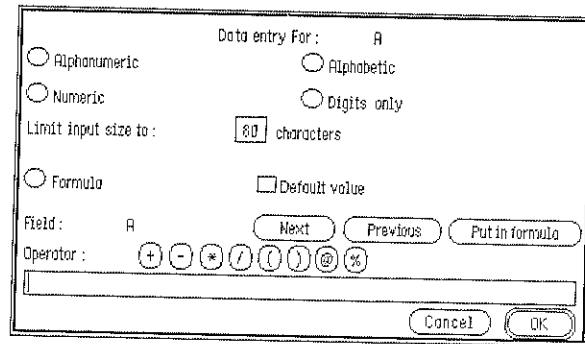 Data entry For : A
Alphanumeric Alphabetic
Numeric Digits only
Limit input size to : 80 characters
Formula Default value
Field : A Next Previous Put in formula
Operator : + - * / ( ) @ %
Cancel OK